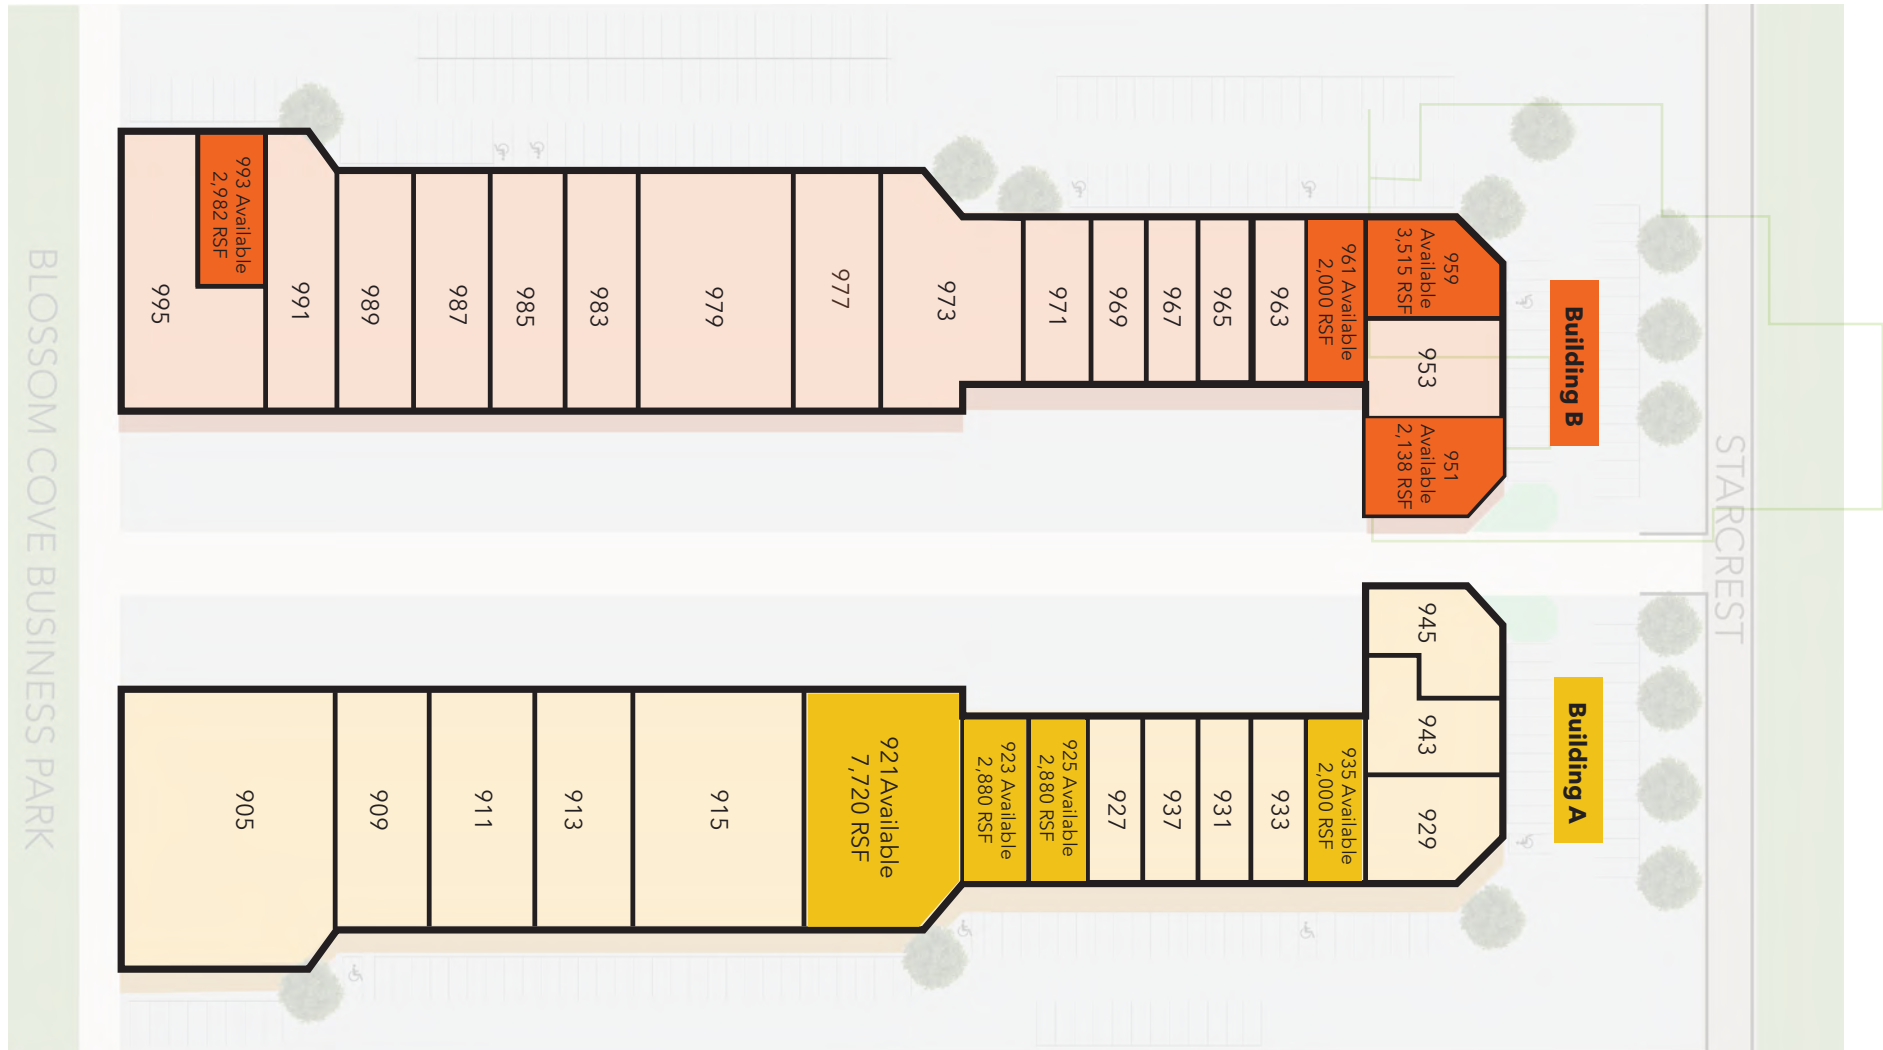 BLOSSOM COVE BUSINESS PARK
STARCREST
Building B
995
993 Available
2,982 RSF
991
989
987
985
983
979
977
973
971
969
967
965
963
961 Available
2,000 RSF
959
Available
3,515 RSF
953
951
Available
2,138 RSF
Building A
905
909
911
913
915
921Available
7,720 RSF
923 Available
2,880 RSF
925 Available
2,880 RSF
927
937
931
933
935 Available
2,000 RSF
945
943
929